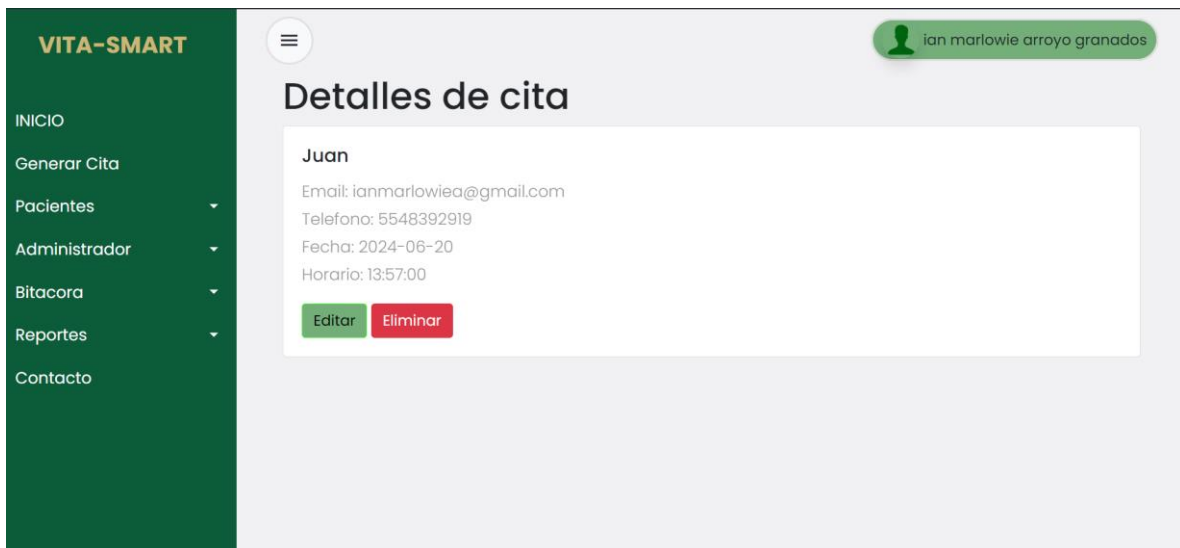 VITA-SMART
ian marlowie arroyo granados
INICIO
Generar Cita
Pacientes
Administrador
Bitacora
Reportes
Contacto
Detalles de cita
Juan
Email: ianmarlowiea@gmail.com
Telefono: 5548392919
Fecha: 2024-06-20
Horario: 13:57:00
Editar Eliminar